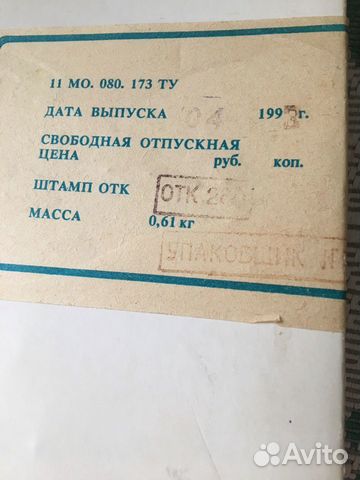 11 МО. 080. 173 ТУ
ДАТА ВЫПУСКА 04 1993г.
СВОБОДНАЯ ОТПУСКНАЯ
ЦЕНА руб. коп.
ШТАМП ОТК ОТК
МАССА 0,61 кг
УПАКОВЩИК
Avito